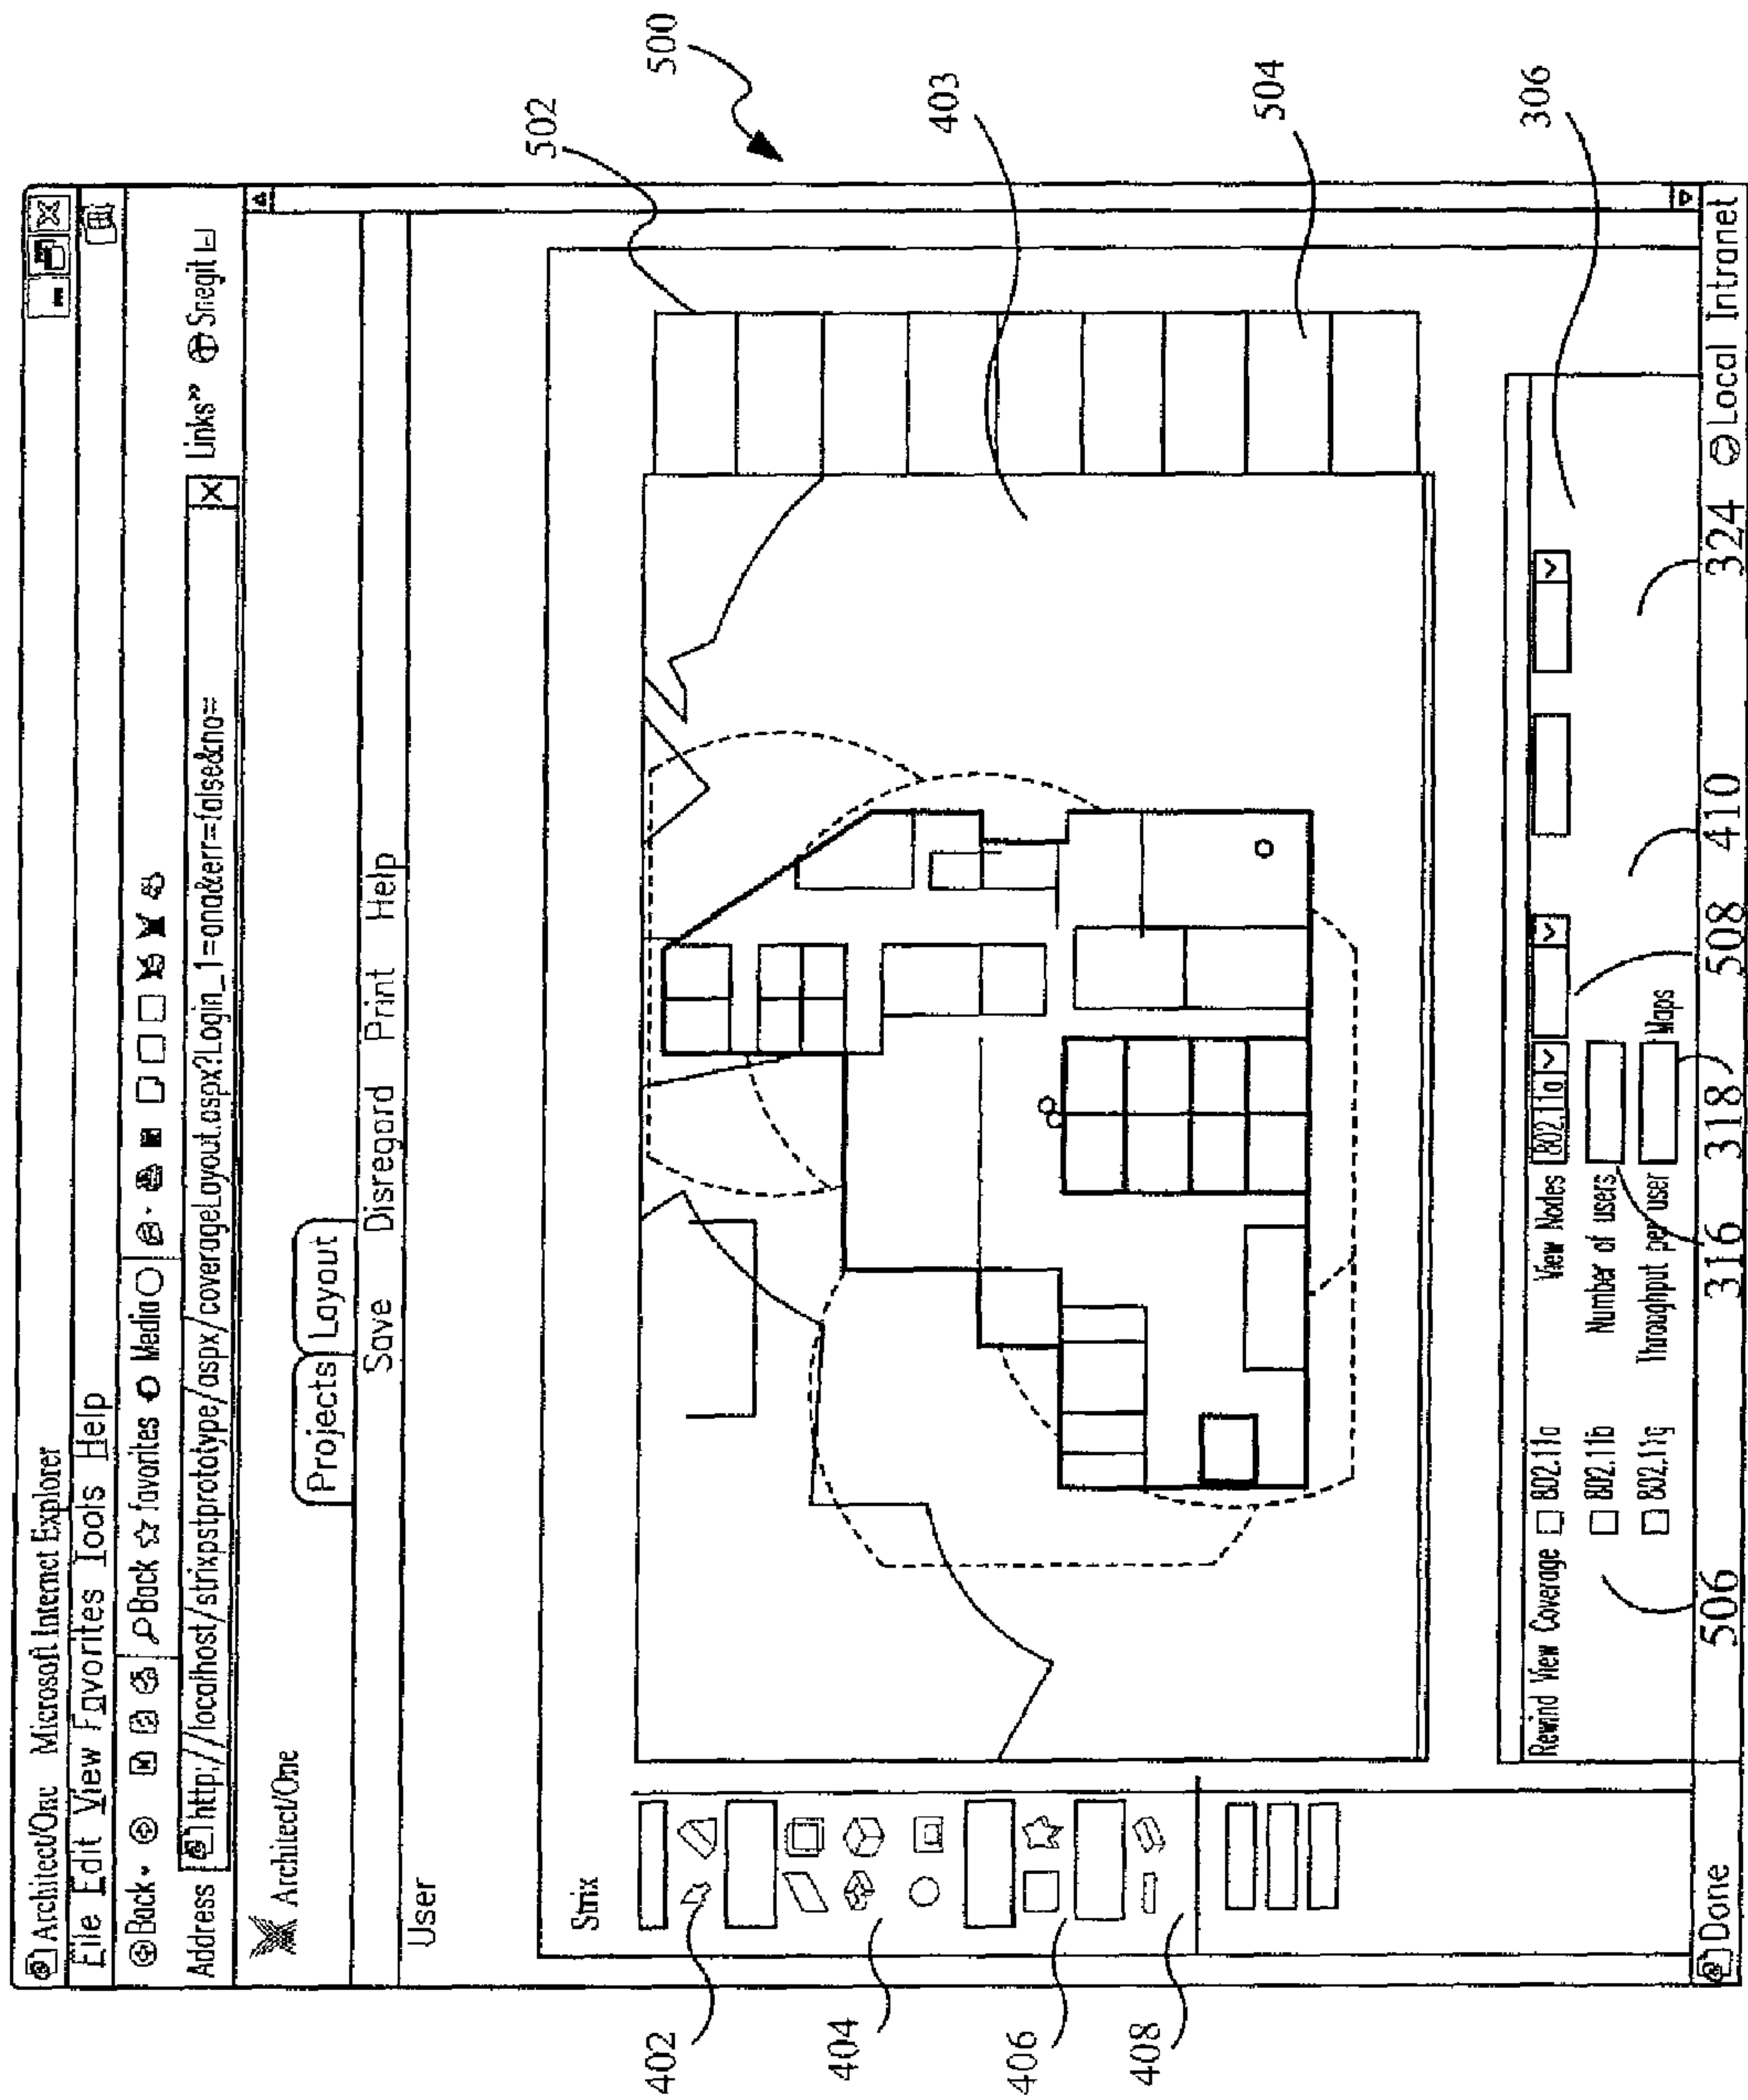 Architect/One Microsoft Internet Explorer
File Edit View Favorites Tools Help
Back Back favorites Media
Address http://localhost/strixpstprototype/aspx/coverageLayout.aspx?Login_1=ona&err=false&no= Links» SnegIt
Architect/One
Projects Layout
Save Disregard Print Help
User
Strix
Rewind View Coverage 802.11a View Nodes 802.11a
802.11b Number of users
802.11g Throughput per user Maps
Done Local Intranet
500
502
403
504
306
402
404
406
408
506
316
318
508
410
324